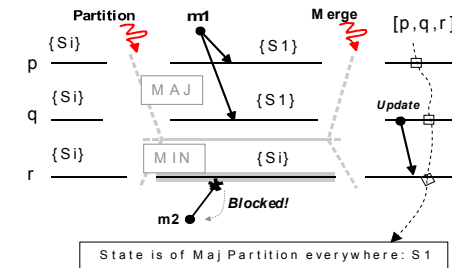 Partition m1 Merge
[p,q,r]
{Si} {S1}
p
MAJ
{Si} {S1}
q
Update
MIN
{Si} {Si}
r
Blocked!
m2
State is of Maj Partition everywhere: S1